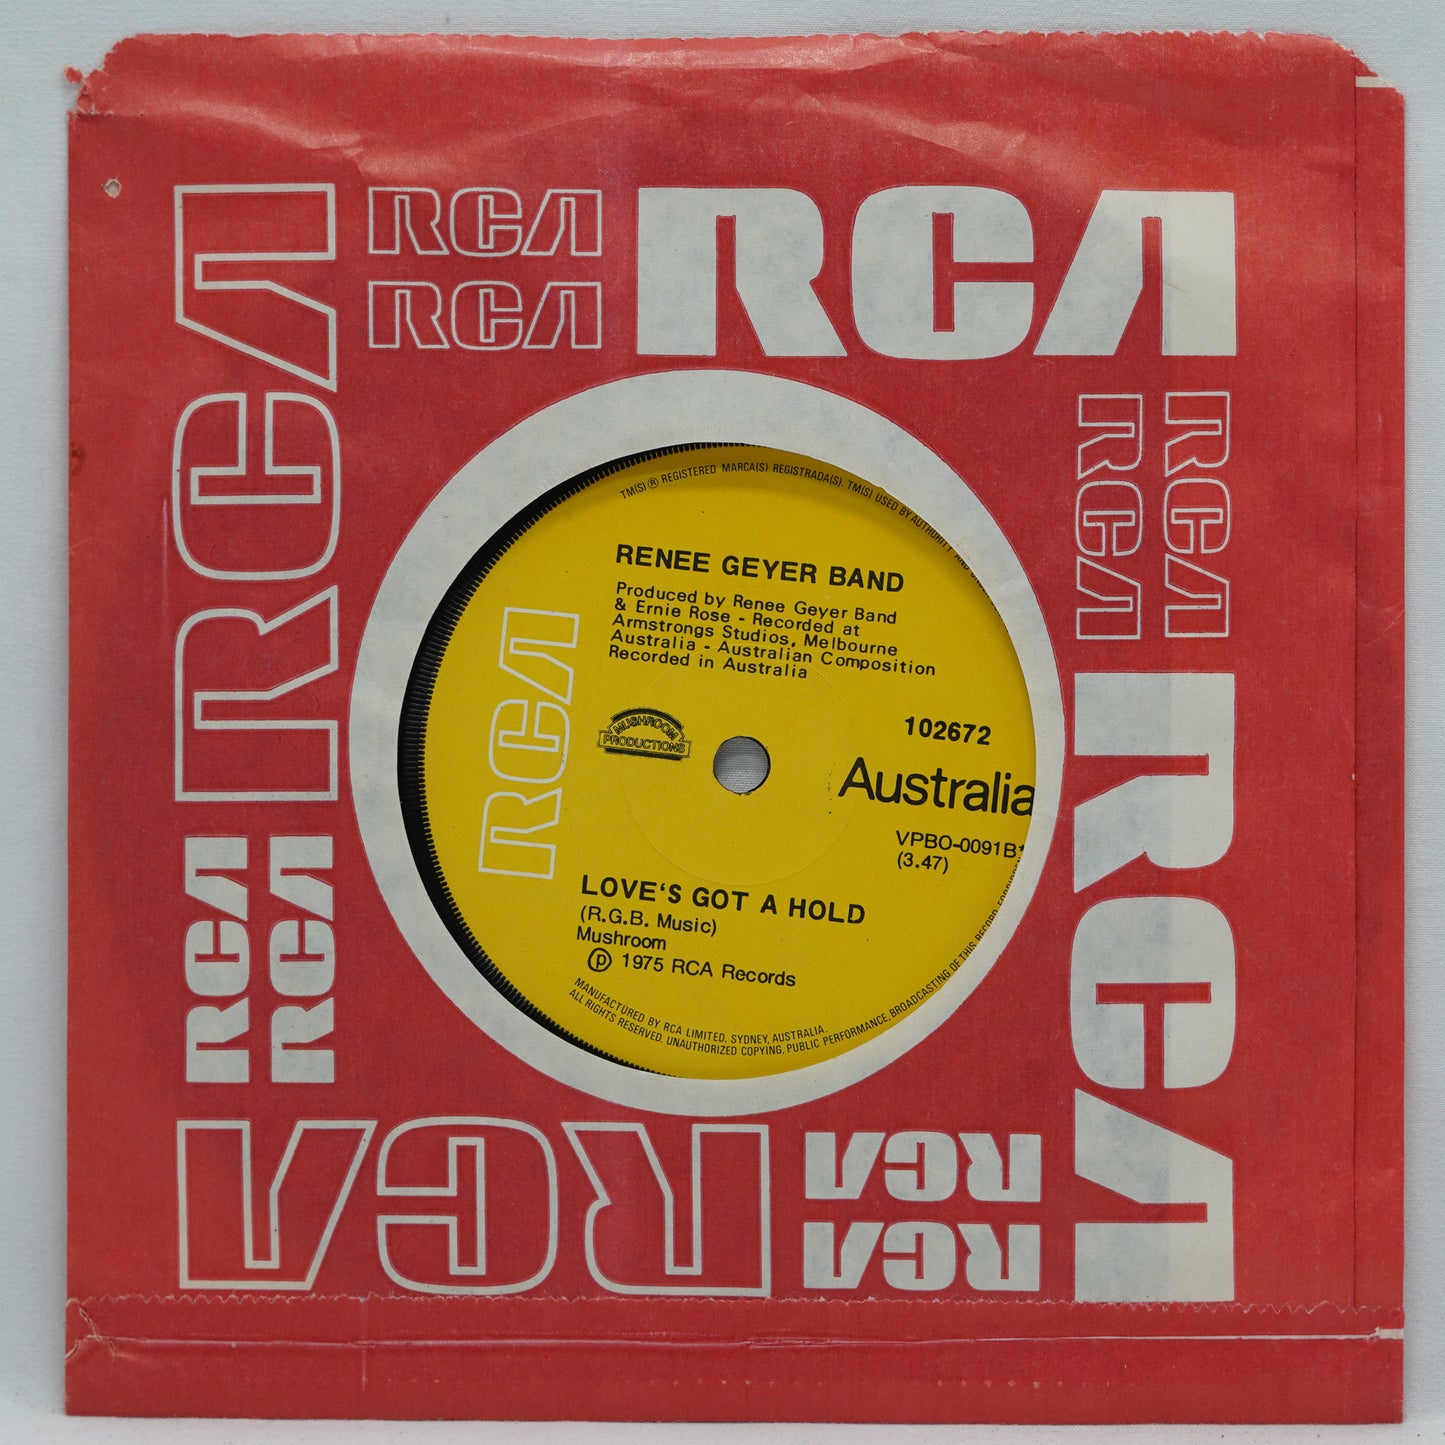 RCA
RCA
RCA
RCA
RCA
RCA
RCA
RCA
RCA
RCA
RCA
RCA
RCA
TM(S) ® REGISTERED MARCA(S) REGISTRADA(S). TM(S) USED BY AUTHORITY AND
RENEE GEYER BAND
Produced by Renee Geyer Band
& Ernie Rose - Recorded at
Armstrongs Studios, Melbourne
Australia - Australian Composition
Recorded in Australia
RCA
MUSHROOM
PRODUCTIONS
102672
Australia
VPBO-0091B
(3.47)
LOVE'S GOT A HOLD
(R.G.B. Music)
Mushroom
℗ 1975 RCA Records
MANUFACTURED BY RCA LIMITED, SYDNEY, AUSTRALIA.
ALL RIGHTS RESERVED, UNAUTHORIZED COPYING, PUBLIC PERFORMANCE, BROADCASTING OF THIS RECORD